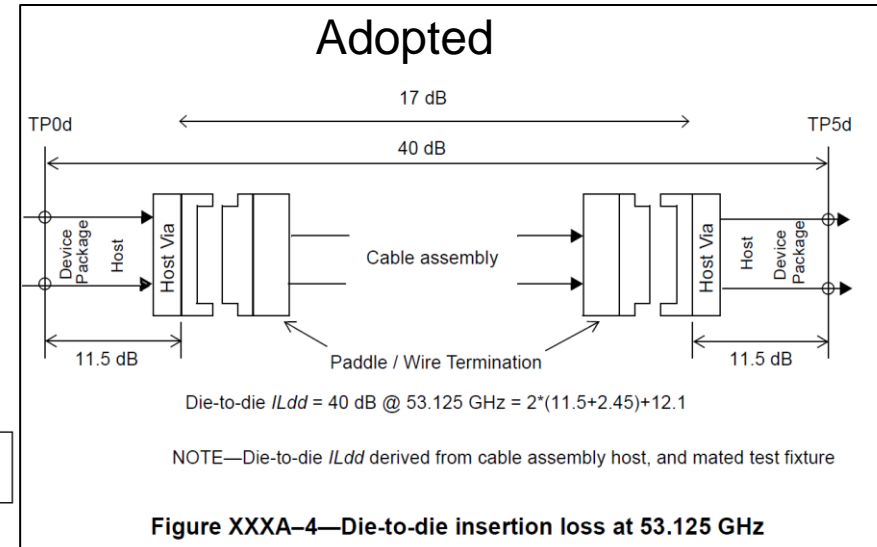 Adopted
17 dB
TP0d
TP5d
40 dB
Device
Package
Host
Host Via
Cable assembly
Host Via
Host
Device
Package
11.5 dB
Paddle / Wire Termination
11.5 dB
Die-to-die ILdd = 40 dB @ 53.125 GHz = 2*(11.5+2.45)+12.1
NOTE—Die-to-die ILdd derived from cable assembly host, and mated test fixture
Figure XXXA–4—Die-to-die insertion loss at 53.125 GHz